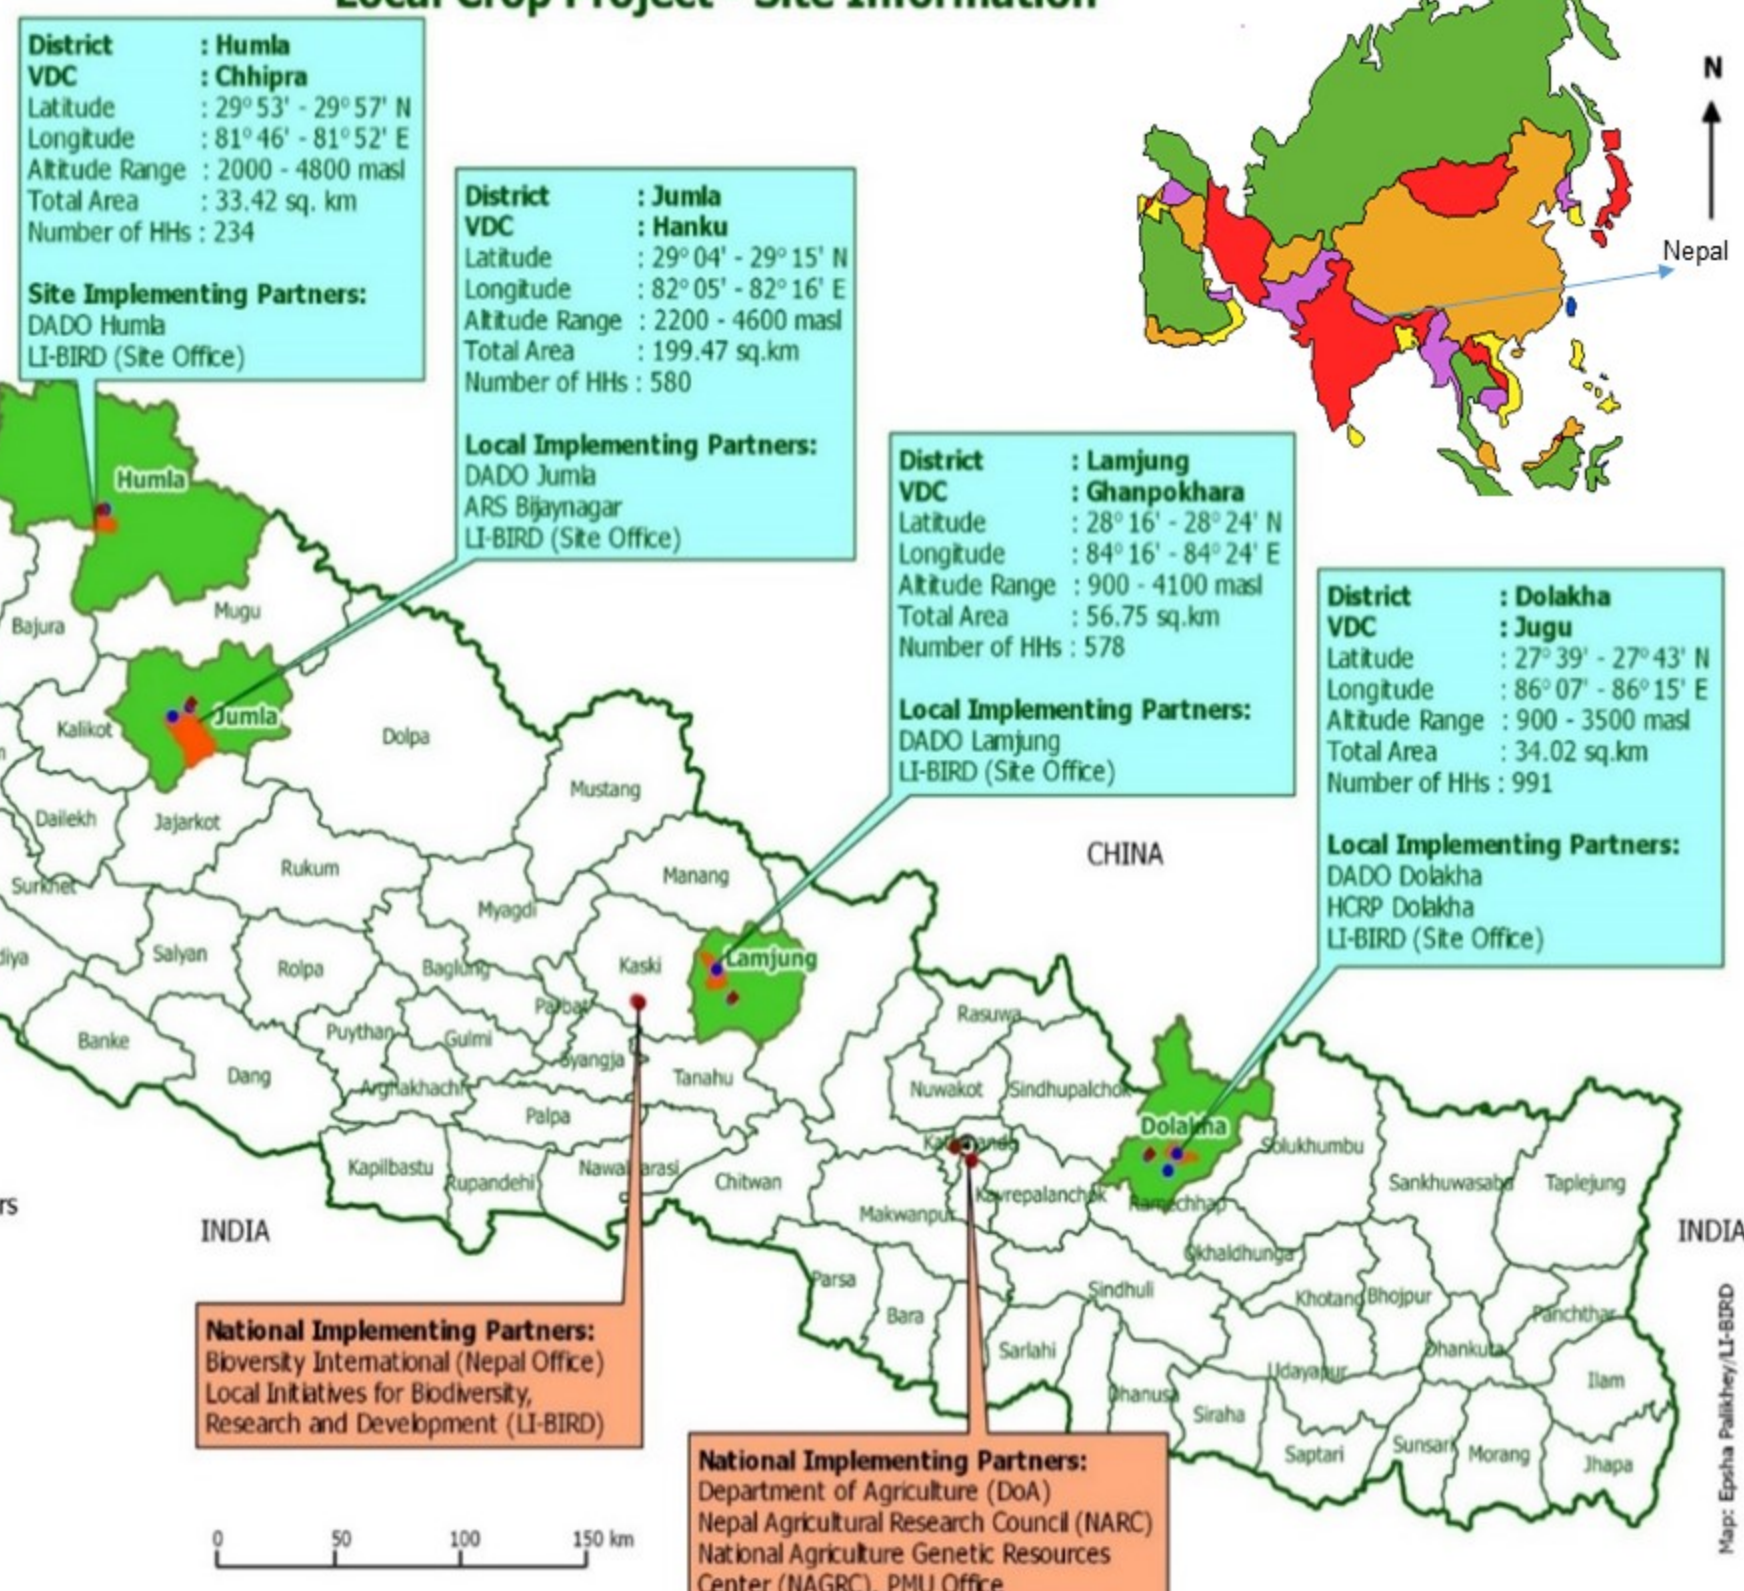 Local Crop Project - Site Information
District : Humla
VDC : Chhipra
Latitude : 29° 53' - 29° 57' N
Longitude : 81° 46' - 81° 52' E
Altitude Range : 2000 - 4800 masl
Total Area : 33.42 sq. km
Number of HHs : 234
Site Implementing Partners:
DADO Humla
LI-BIRD (Site Office)
District : Jumla
VDC : Hanku
Latitude : 29° 04' - 29° 15' N
Longitude : 82° 05' - 82° 16' E
Altitude Range : 2200 - 4600 masl
Total Area : 199.47 sq.km
Number of HHs : 580
Local Implementing Partners:
DADO Jumla
ARS Bijaynagar
LI-BIRD (Site Office)
District : Lamjung
VDC : Ghanpokhara
Latitude : 28° 16' - 28° 24' N
Longitude : 84° 16' - 84° 24' E
Altitude Range : 900 - 4100 masl
Total Area : 56.75 sq.km
Number of HHs : 578
Local Implementing Partners:
DADO Lamjung
LI-BIRD (Site Office)
District : Dolakha
VDC : Jugu
Latitude : 27° 39' - 27° 43' N
Longitude : 86° 07' - 86° 15' E
Altitude Range : 900 - 3500 masl
Total Area : 34.02 sq.km
Number of HHs : 991
Local Implementing Partners:
DADO Dolakha
HCRP Dolakha
LI-BIRD (Site Office)
N
Nepal
Humla
Mugu
Bajura
Jumla
Kalikot
Dolpa
Mustang
Dailekh
Jajarkot
CHINA
Rukum
Manang
Surkhet
Myagdi
Salyan
Rolpa
Baglung
Kaski
Lamjung
diya
Parbat
Rasuwa
Banke
Puythan
Gulmi
Syangja
Dang
Arghakhachi
Tanahu
Nuwakot
Sindhupalchok
Palpa
Dolakha
Solukhumbu
Kapilbastu
Rupandehi
Chitwan
Kavrepalanchok
Ramechhap
Sankhuwasabha
Taplejung
rs
INDIA
Makwanpur
INDIA
Okhaldhunga
Parsa
Sindhuli
Khotang
Bhojpur
Bara
Panchthar
Sarlahi
Dhankuta
Udayapur
Dhanusa
Ilam
Siraha
Saptari
Sunsari
Morang
Jhapa
National Implementing Partners:
Bioversity International (Nepal Office)
Local Initiatives for Biodiversity,
Research and Development (LI-BIRD)
National Implementing Partners:
Department of Agriculture (DoA)
Nepal Agricultural Research Council (NARC)
National Agriculture Genetic Resources
Center (NAGRC), PMU Office
0 50 100 150 km
Map: Epsha Palikhey/LI-BIRD